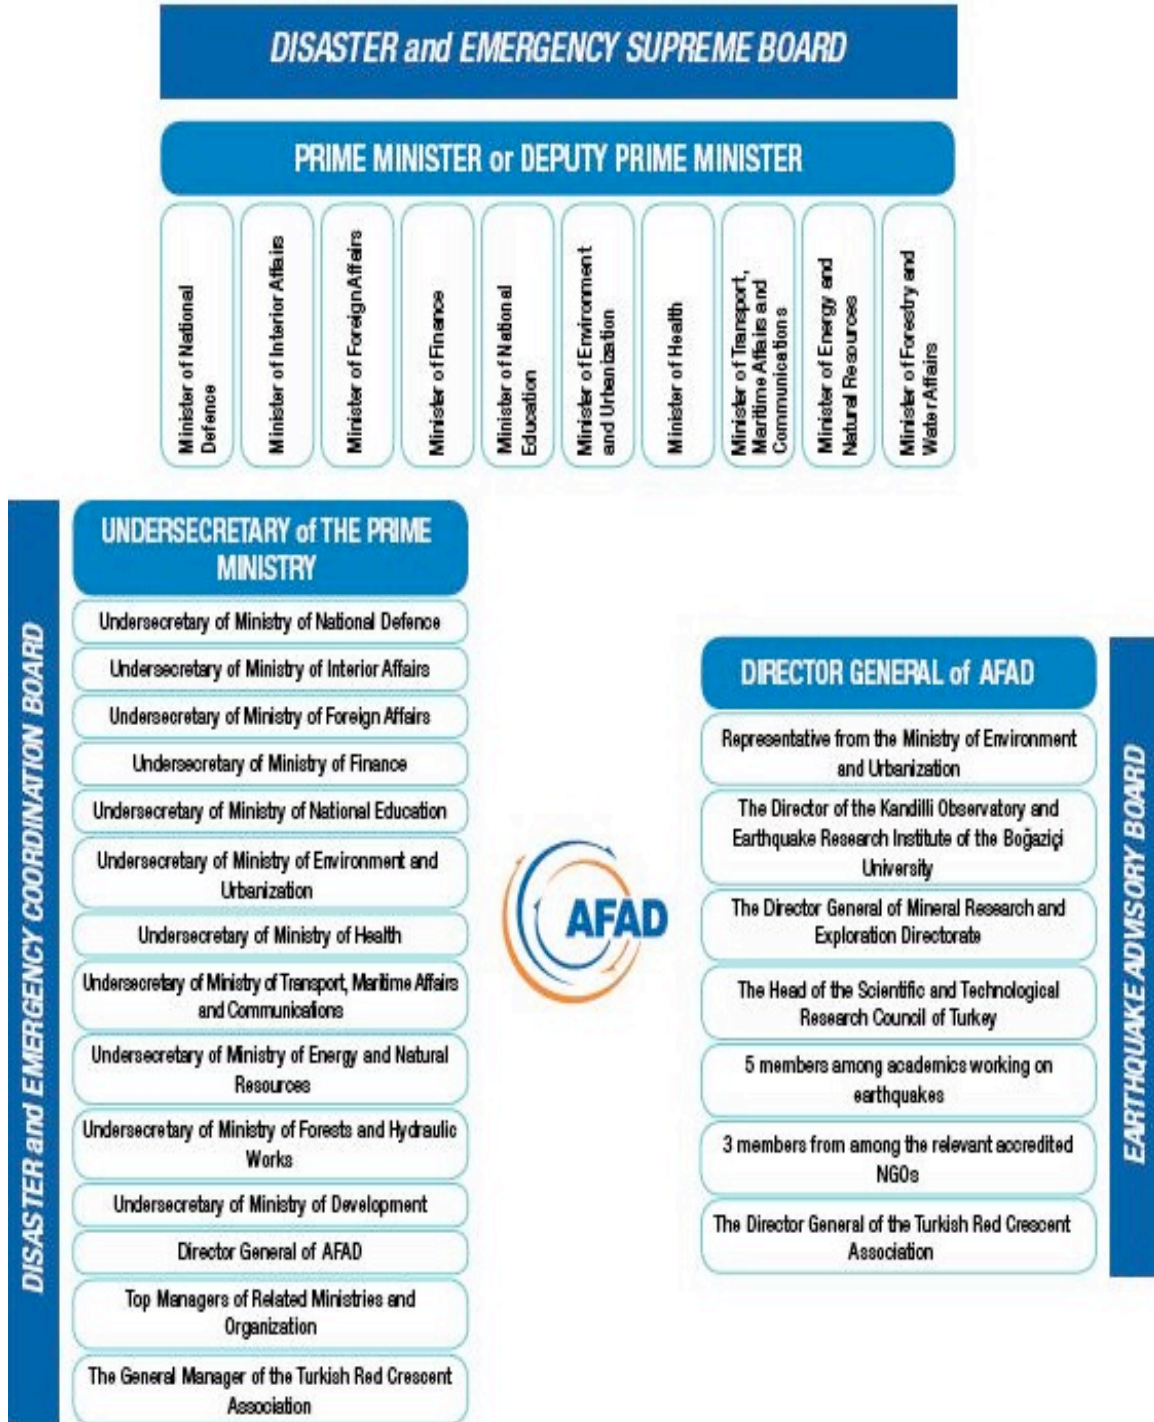 DISASTER and EMERGENCY SUPREME BOARD
PRIME MINISTER or DEPUTY PRIME MINISTER
Minister of National
Defence
Minister of Interior Affairs
Minister of Foreign Affairs
Minister of Finance
Minister of National
Education
Minister of Environment
and Urbanization
Minister of Health
Minister of Transport,
Maritime Affairs and
Communications
Minister of Energy and
Natural Resources
Minister of Forestry and
Water Affairs
DISASTER and EMERGENCY COORDINATION BOARD
UNDERSECRETARY of THE PRIME
MINISTRY
Undersecretary of Ministry of National Defence
Undersecretary of Ministry of Interior Affairs
Undersecretary of Ministry of Foreign Affairs
Undersecretary of Ministry of Finance
Undersecretary of Ministry of National Education
Undersecretary of Ministry of Environment and
Urbanization
Undersecretary of Ministry of Health
Undersecretary of Ministry of Transport, Maritime Affairs
and Communications
Undersecretary of Ministry of Energy and Natural
Resources
Undersecretary of Ministry of Forests and Hydraulic
Works
Undersecretary of Ministry of Development
Director General of AFAD
Top Managers of Related Ministries and
Organization
The General Manager of the Turkish Red Crescent
Association
AFAD
DIRECTOR GENERAL of AFAD
Representative from the Ministry of Environment
and Urbanization
The Director of the Kandilli Observatory and
Earthquake Research Institute of the Boğaziçi
University
The Director General of Mineral Research and
Exploration Directorate
The Head of the Scientific and Technological
Research Council of Turkey
5 members among academics working on
earthquakes
3 members from among the relevant accredited
NGOs
The Director General of the Turkish Red Crescent
Association
EARTHQUAKE ADVISORY BOARD